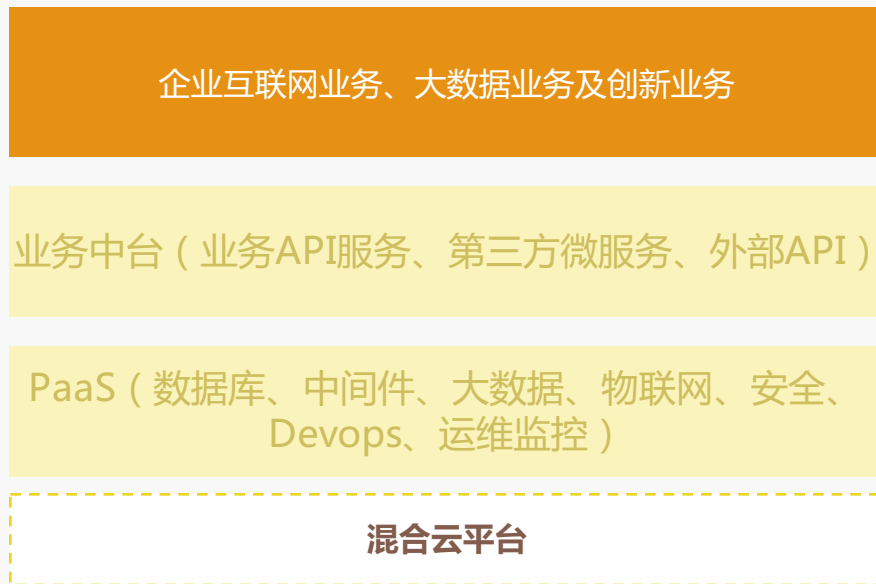 企业互联网业务、大数据业务及创新业务
业务中台（业务API服务、第三方微服务、外部API）
PaaS（数据库、中间件、大数据、物联网、安全、
Devops、运维监控）
混合云平台